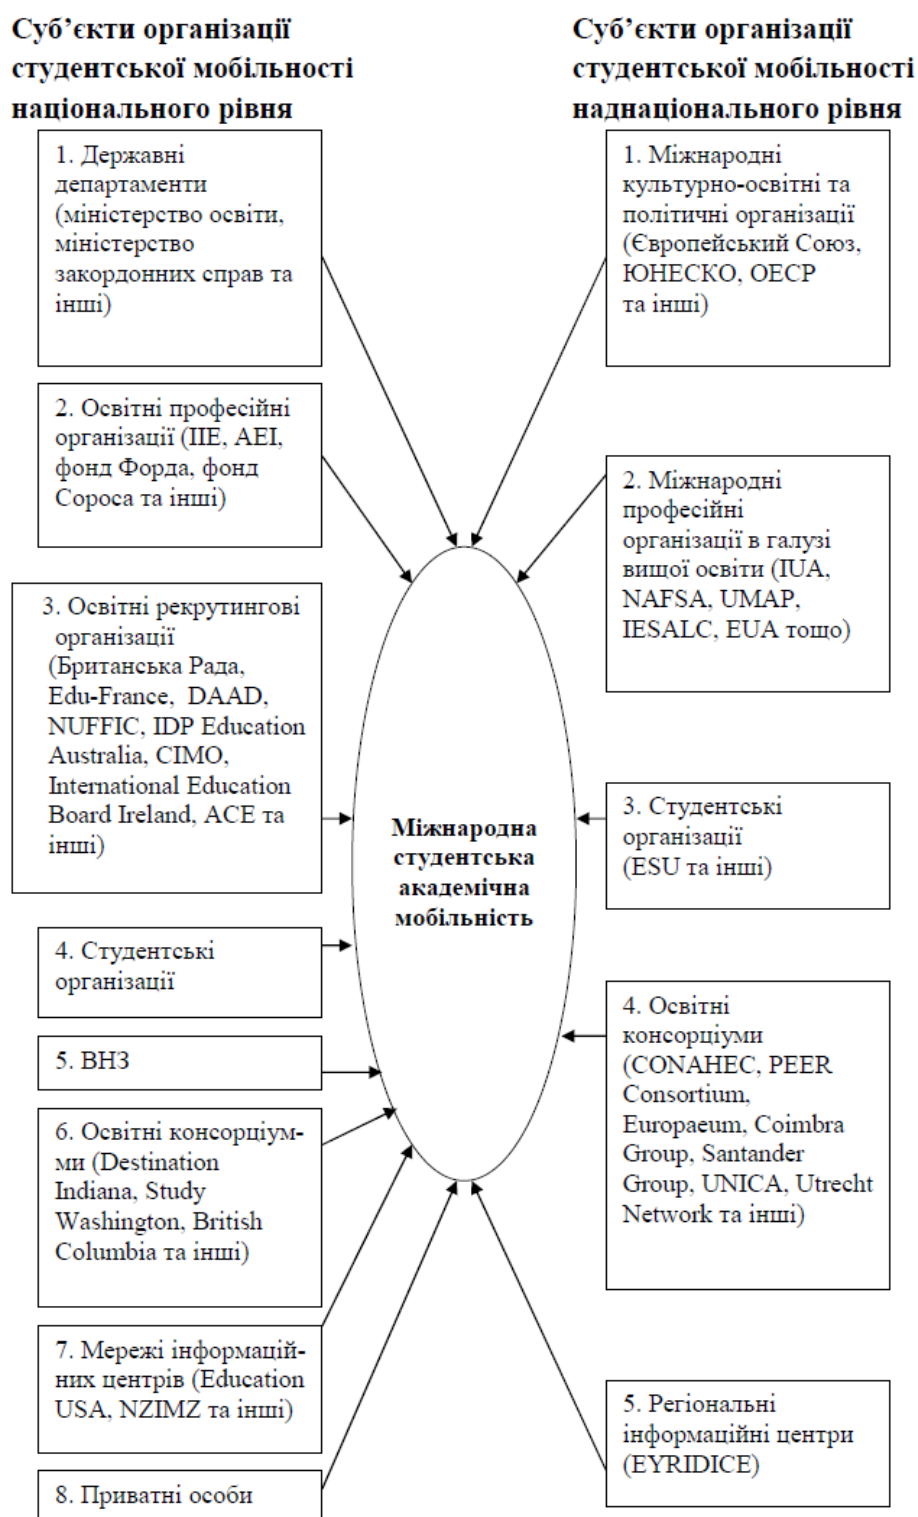 Суб’єкти організації
студентської мобільності
національного рівня
1. Державні
департаменти
(міністерство освіти,
міністерство
закордонних справ та
інші)
2. Освітні професійні
організації (IIE, AEI,
фонд Форда, фонд
Сороса та інші)
3. Освітні рекрутингові
організації
(Британська Рада,
Edu-France, DAAD,
NUFFIC, IDP Education
Australia, CIMO,
International Education
Board Ireland, ACE та
інші)
4. Студентські
організації
5. ВНЗ
6. Освітні консорціум-
ми (Destination
Indiana, Study
Washington, British
Columbia та інші)
7. Мережі інформацій-
них центрів (Education
USA, NZIMZ та інші)
8. Приватні особи
Міжнародна
студентська
академічна
мобільність
Суб’єкти організації
студентської мобільності
наднаціонального рівня
1. Міжнародні
культурно-освітні та
політичні організації
(Європейський Союз,
ЮНЕСКО, ОЕСР
та інші)
2. Міжнародні
професійні
організації в галузі
вищої освіти (IUA,
NAFSA, UMAP,
IESALC, EUA тощо)
3. Студентські
організації
(ESU та інші)
4. Освітні
консорціуми
(CONAHEC, PEER
Consortium,
Europaeum, Coimbra
Group, Santander
Group, UNICA, Utrecht
Network та інші)
5. Регіональні
інформаційні центри
(EYRIDICE)